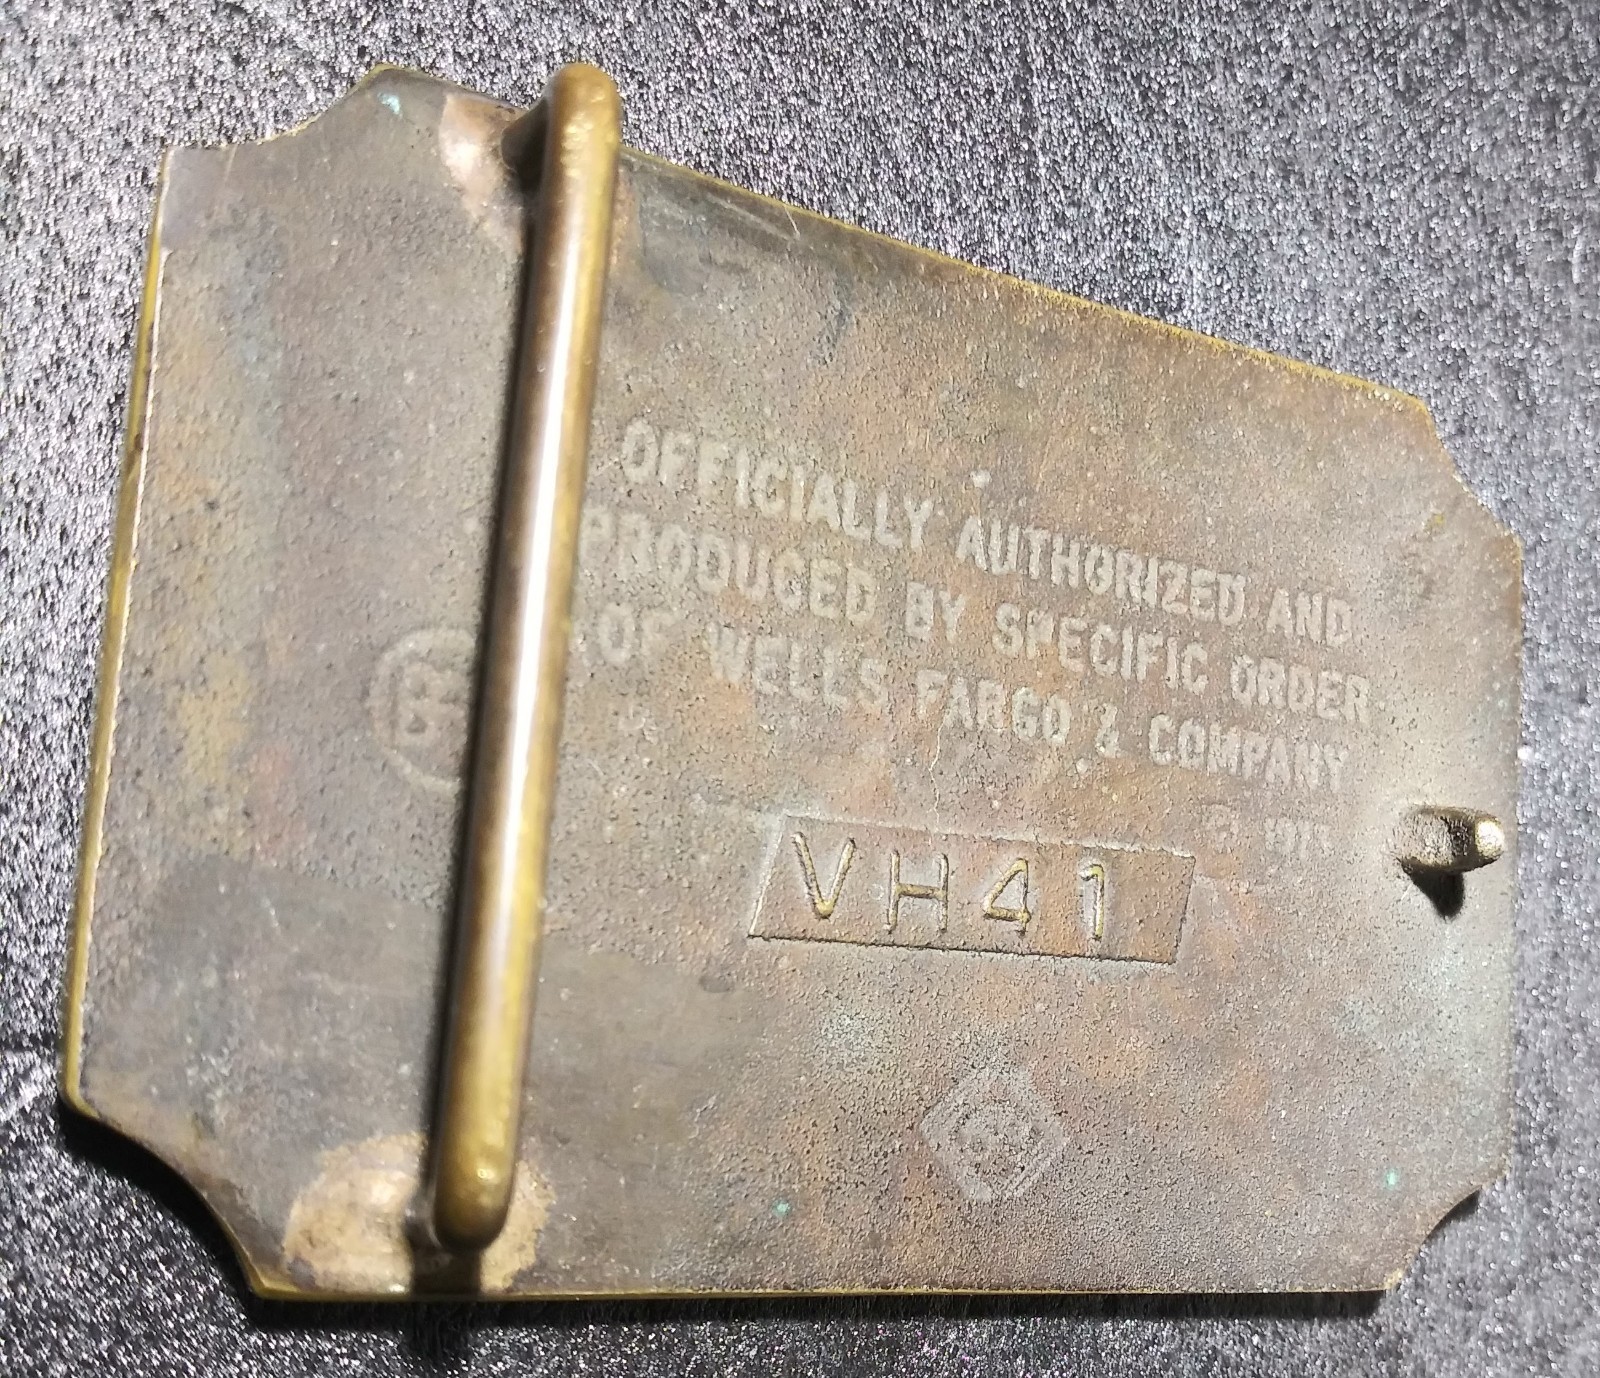 OFFICIALLY AUTHORIZED AND
PRODUCED BY SPECIFIC ORDER
OF WELLS FARGO & COMPANY
VH41